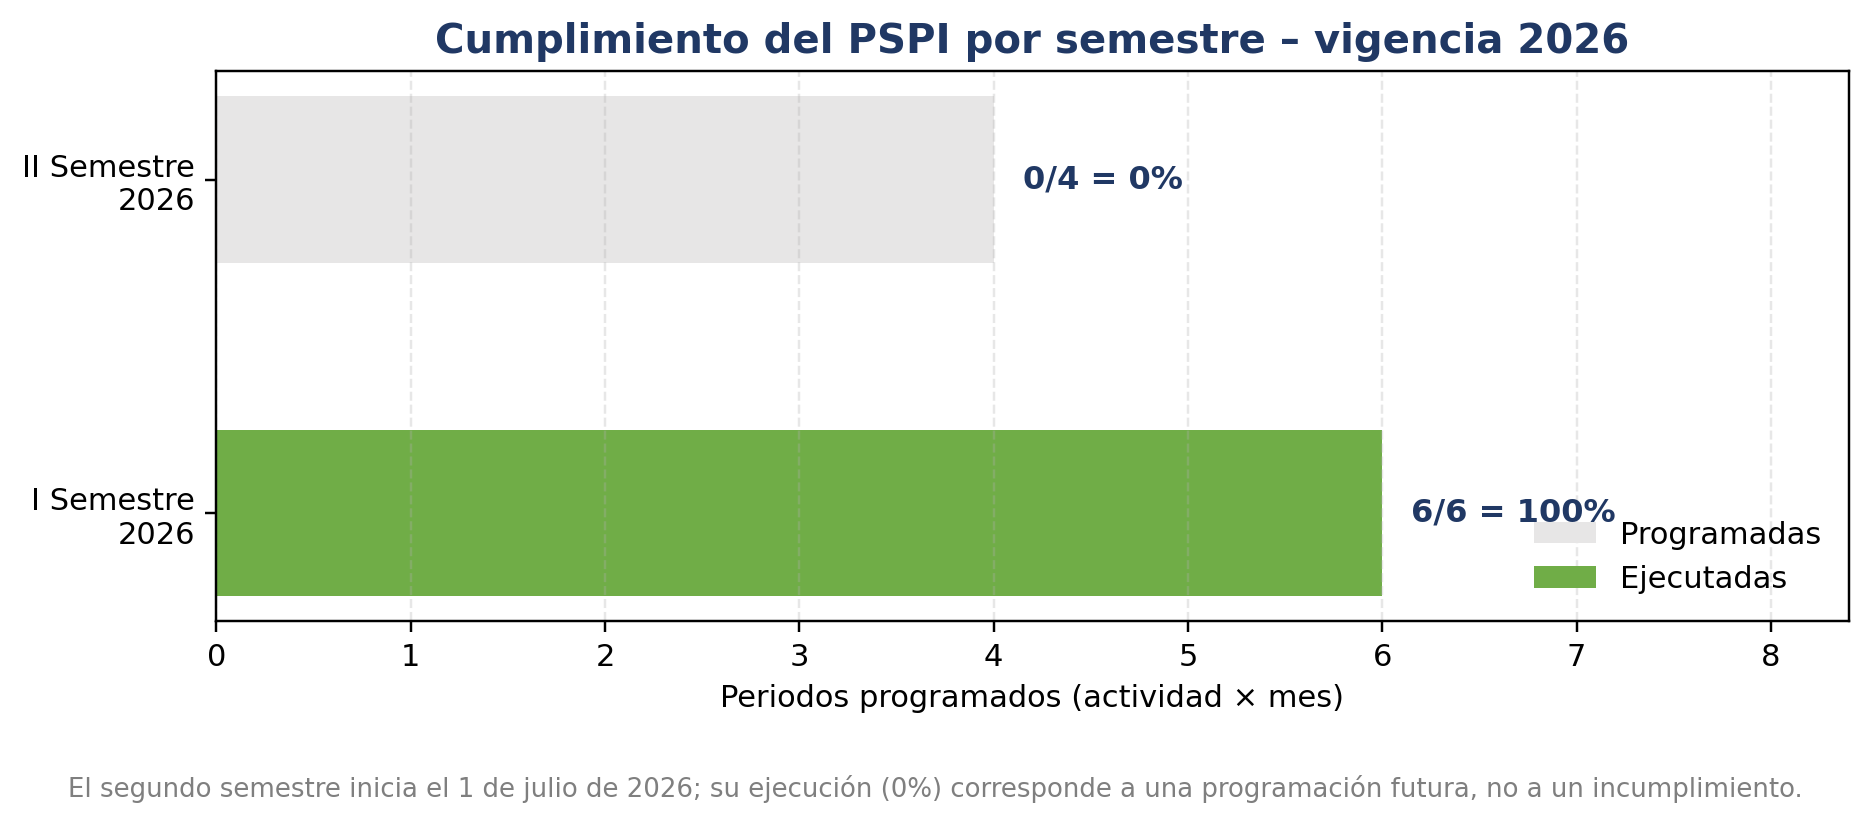 Cumplimiento del PSPI por semestre – vigencia 2026
II Semestre
2026
0/4 = 0%
I Semestre
2026
6/6 = 100%
Programadas
Ejecutadas
0 1 2 3 4 5 6 7 8
Periodos programados (actividad × mes)
El segundo semestre inicia el 1 de julio de 2026; su ejecución (0%) corresponde a una programación futura, no a un incumplimiento.